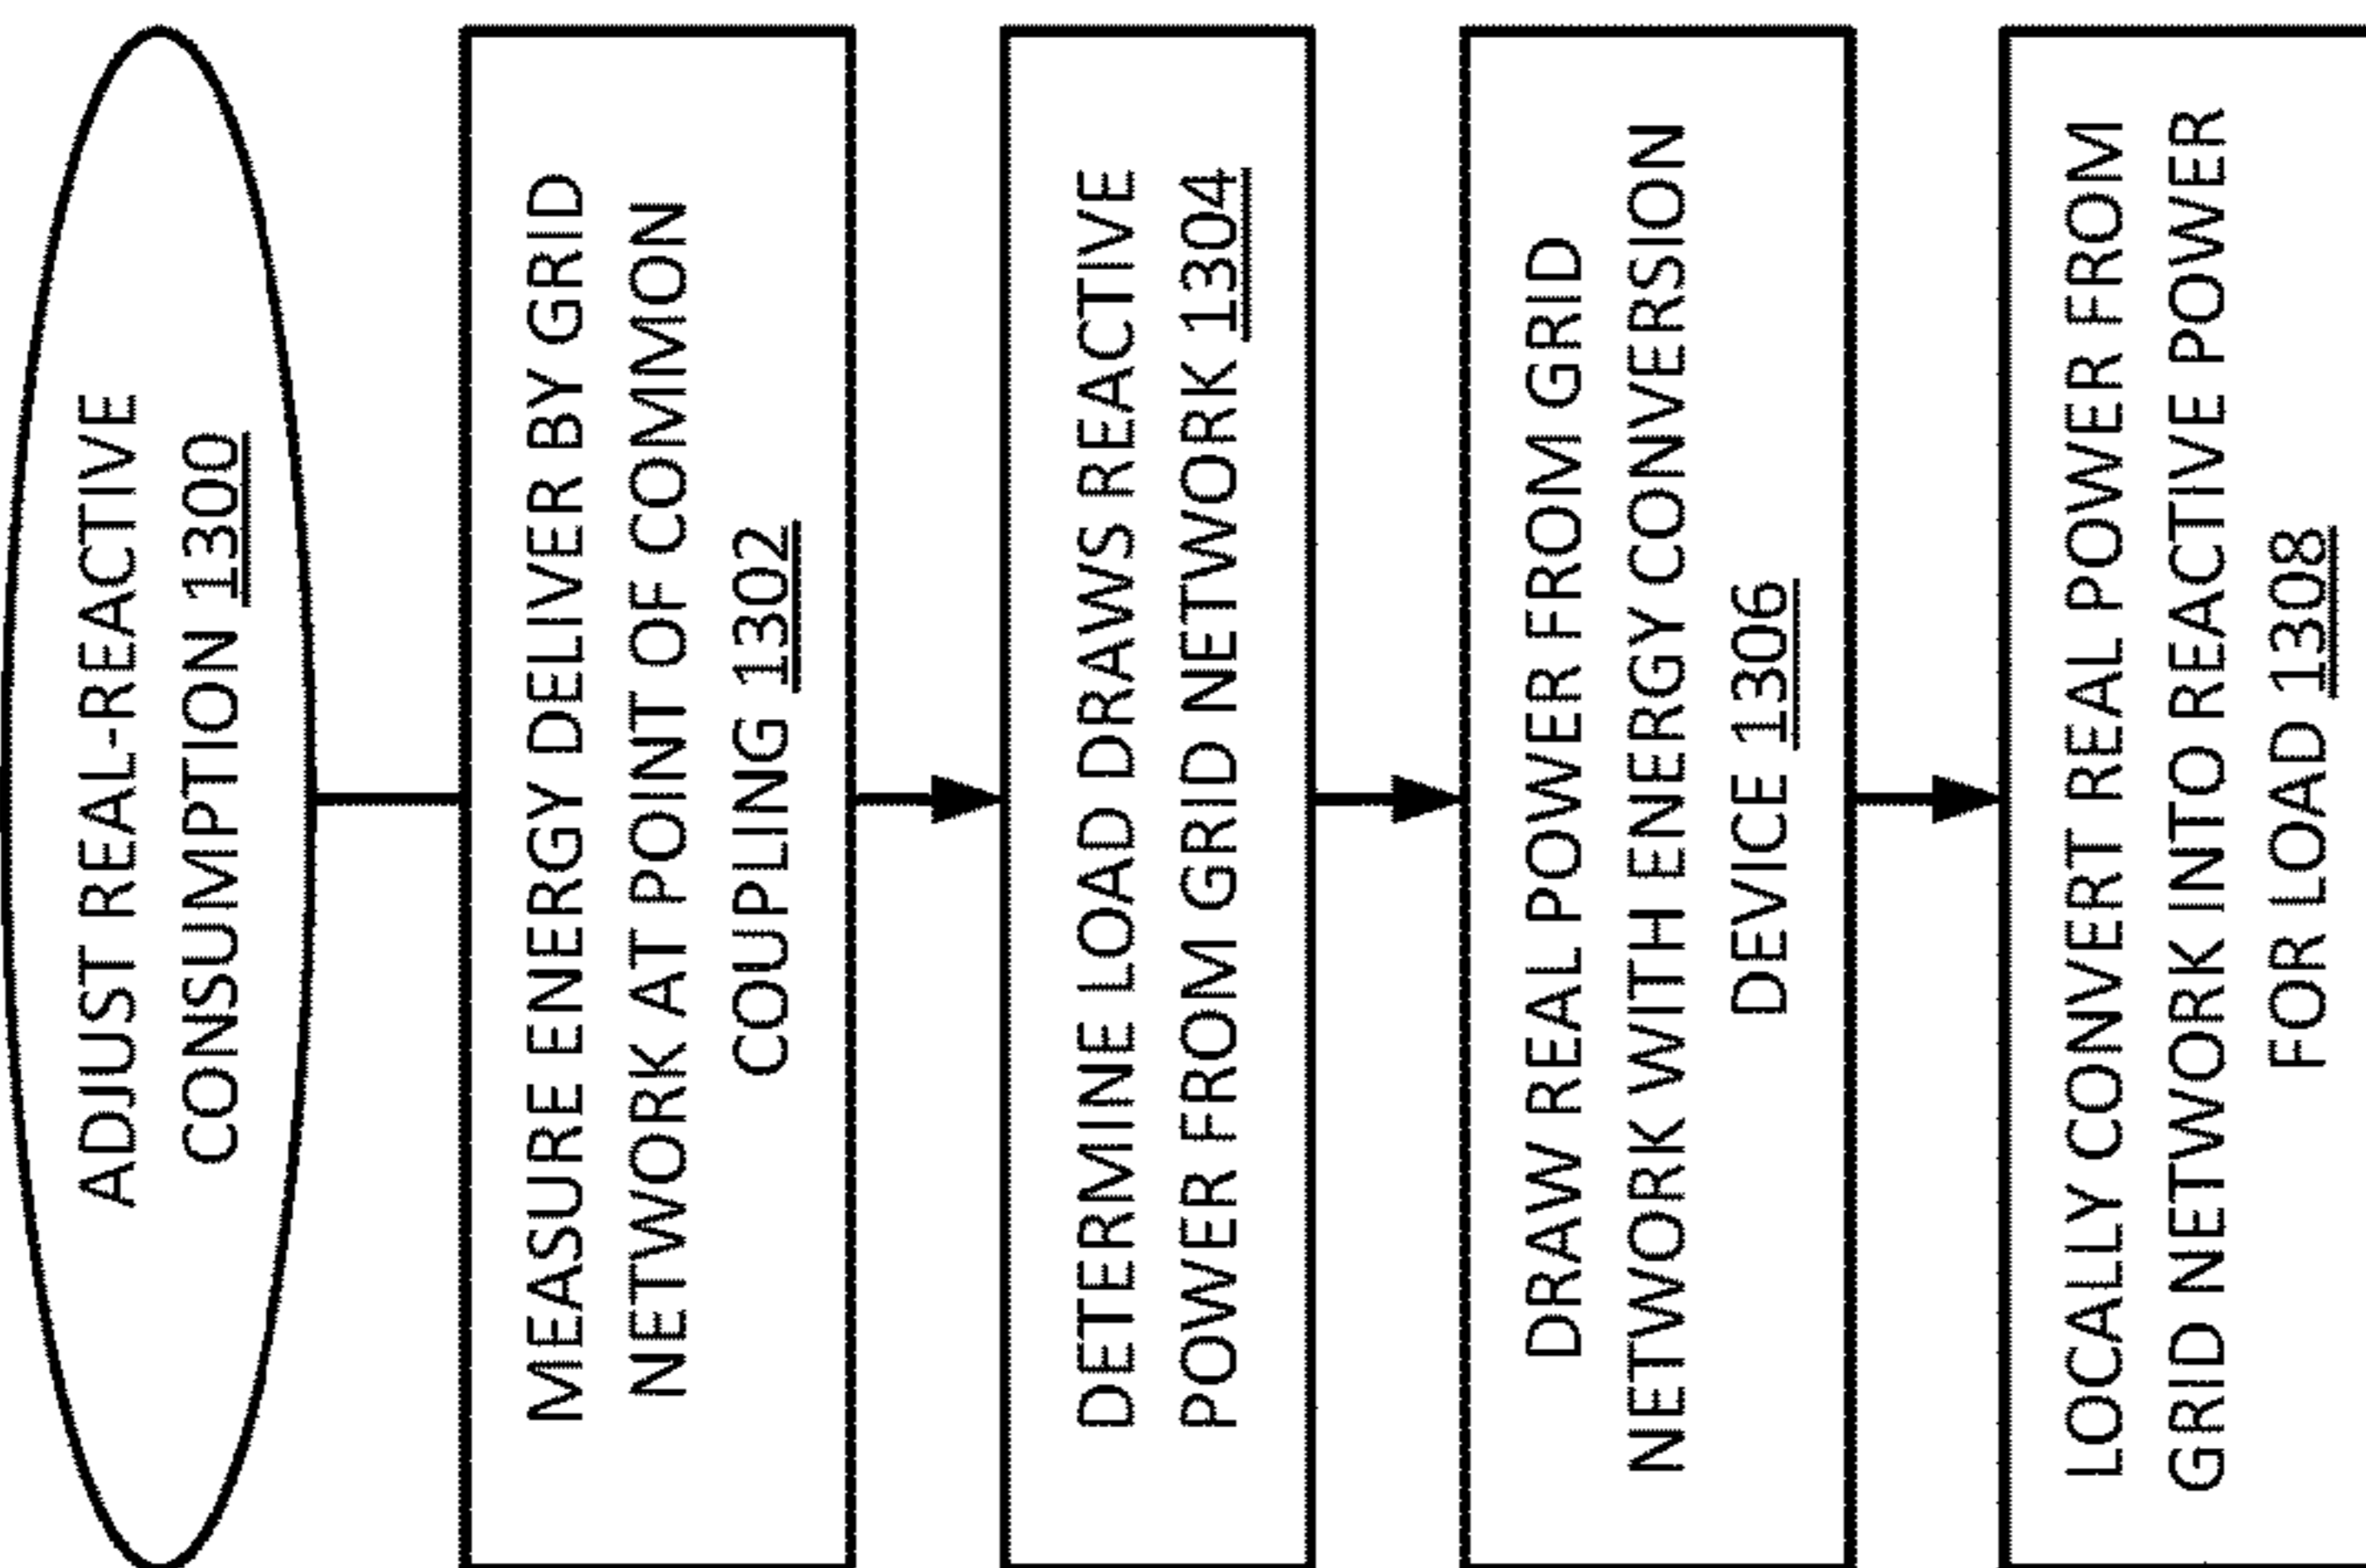 ADJUST REAL-REACTIVE
CONSUMPTION 1300
MEASURE ENERGY DELIVER BY GRID
NETWORK AT POINT OF COMMON
COUPLING 1302
DETERMINE LOAD DRAWS REACTIVE
POWER FROM GRID NETWORK 1304
DRAW REAL POWER FROM GRID
NETWORK WITH ENERGY CONVERSION
DEVICE 1306
LOCALLY CONVERT REAL POWER FROM
GRID NETWORK INTO REACTIVE POWER
FOR LOAD 1308